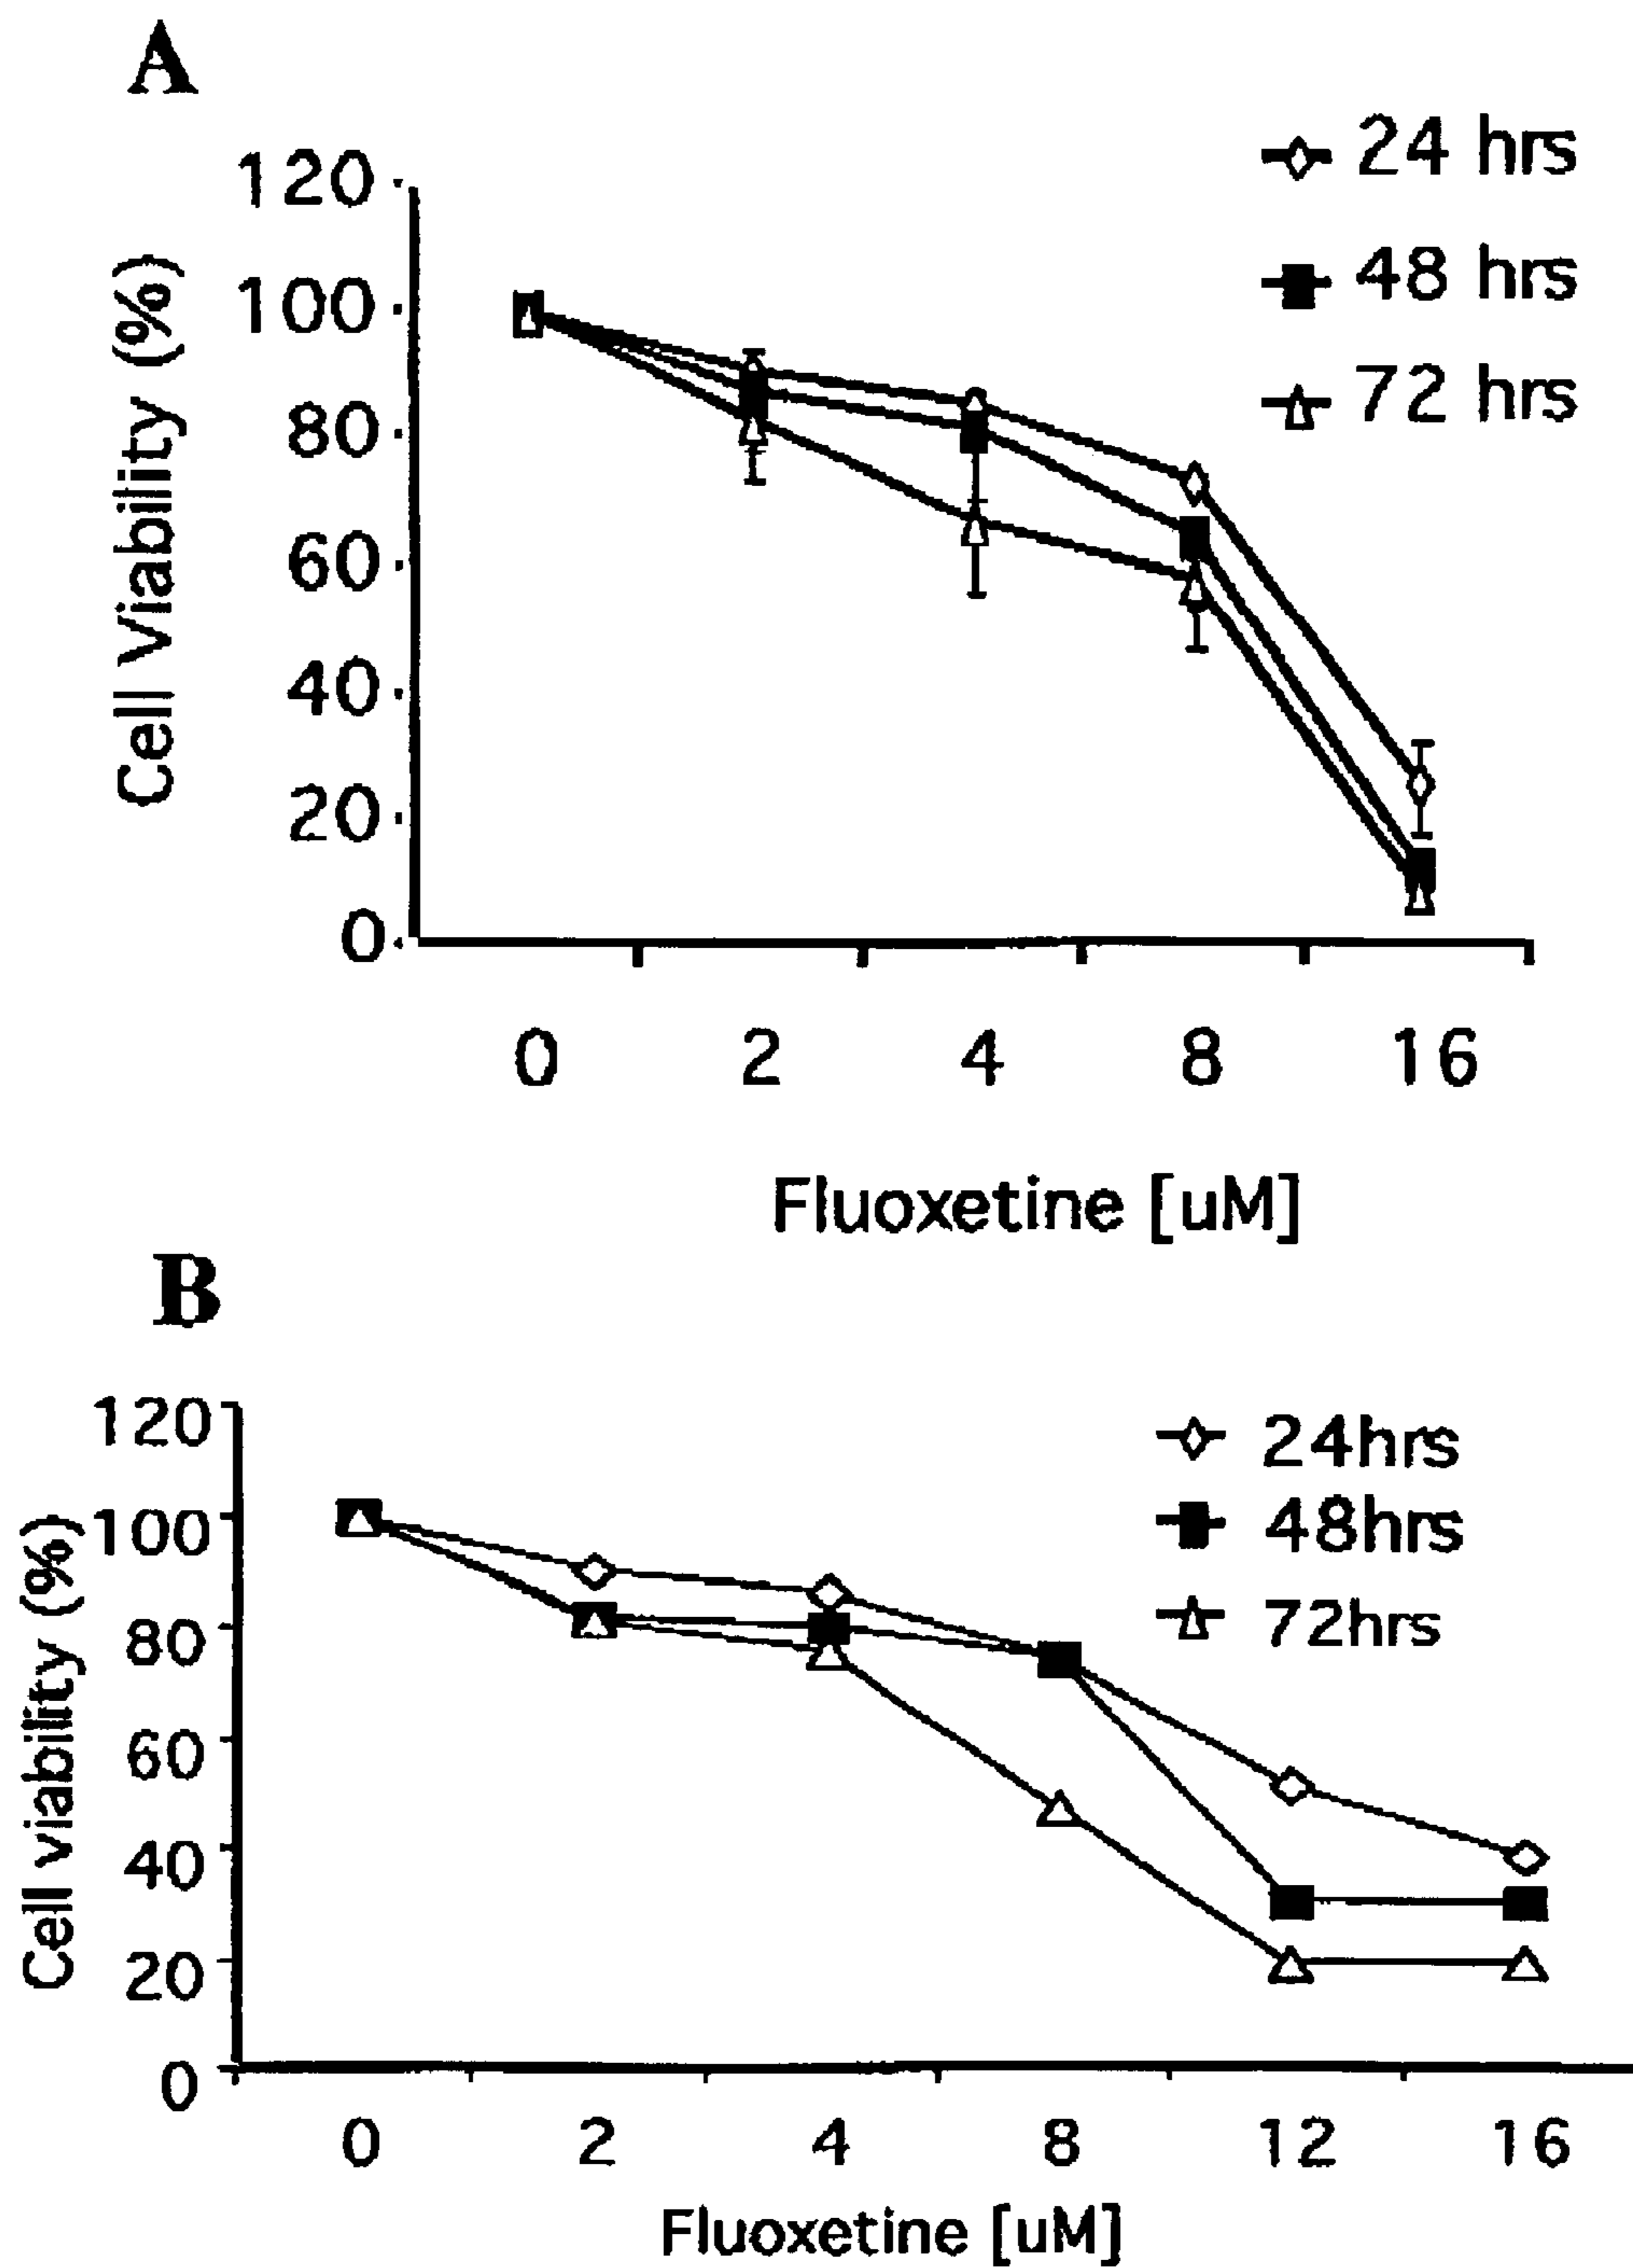 A
24 hrs
48 hrs
72 hrs
120
100
80
60
40
20
0
Cell Viability (%)
0 2 4 8 16
Fluoxetine [uM]
B
24hrs
48hrs
72hrs
120
100
80
60
40
20
0
Cell viability (%)
0 2 4 8 12 16
Fluoxetine [uM]